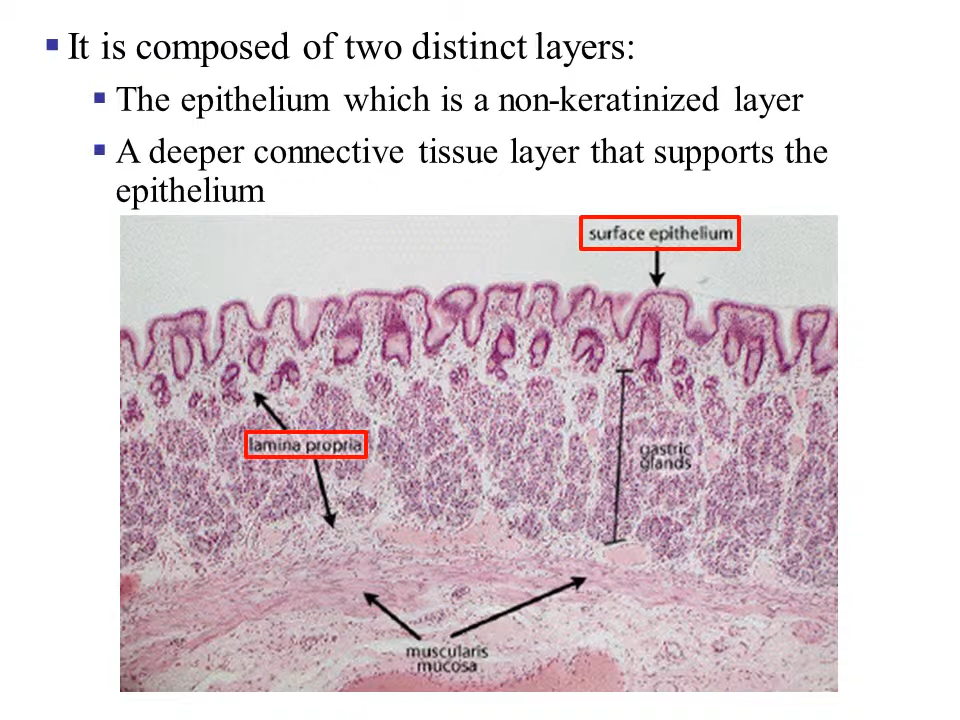 It is composed of two distinct layers:
The epithelium which is a non-keratinized layer
A deeper connective tissue layer that supports the
epithelium
surface epithelium
lamina propria
gastric
glands
muscularis
mucosa